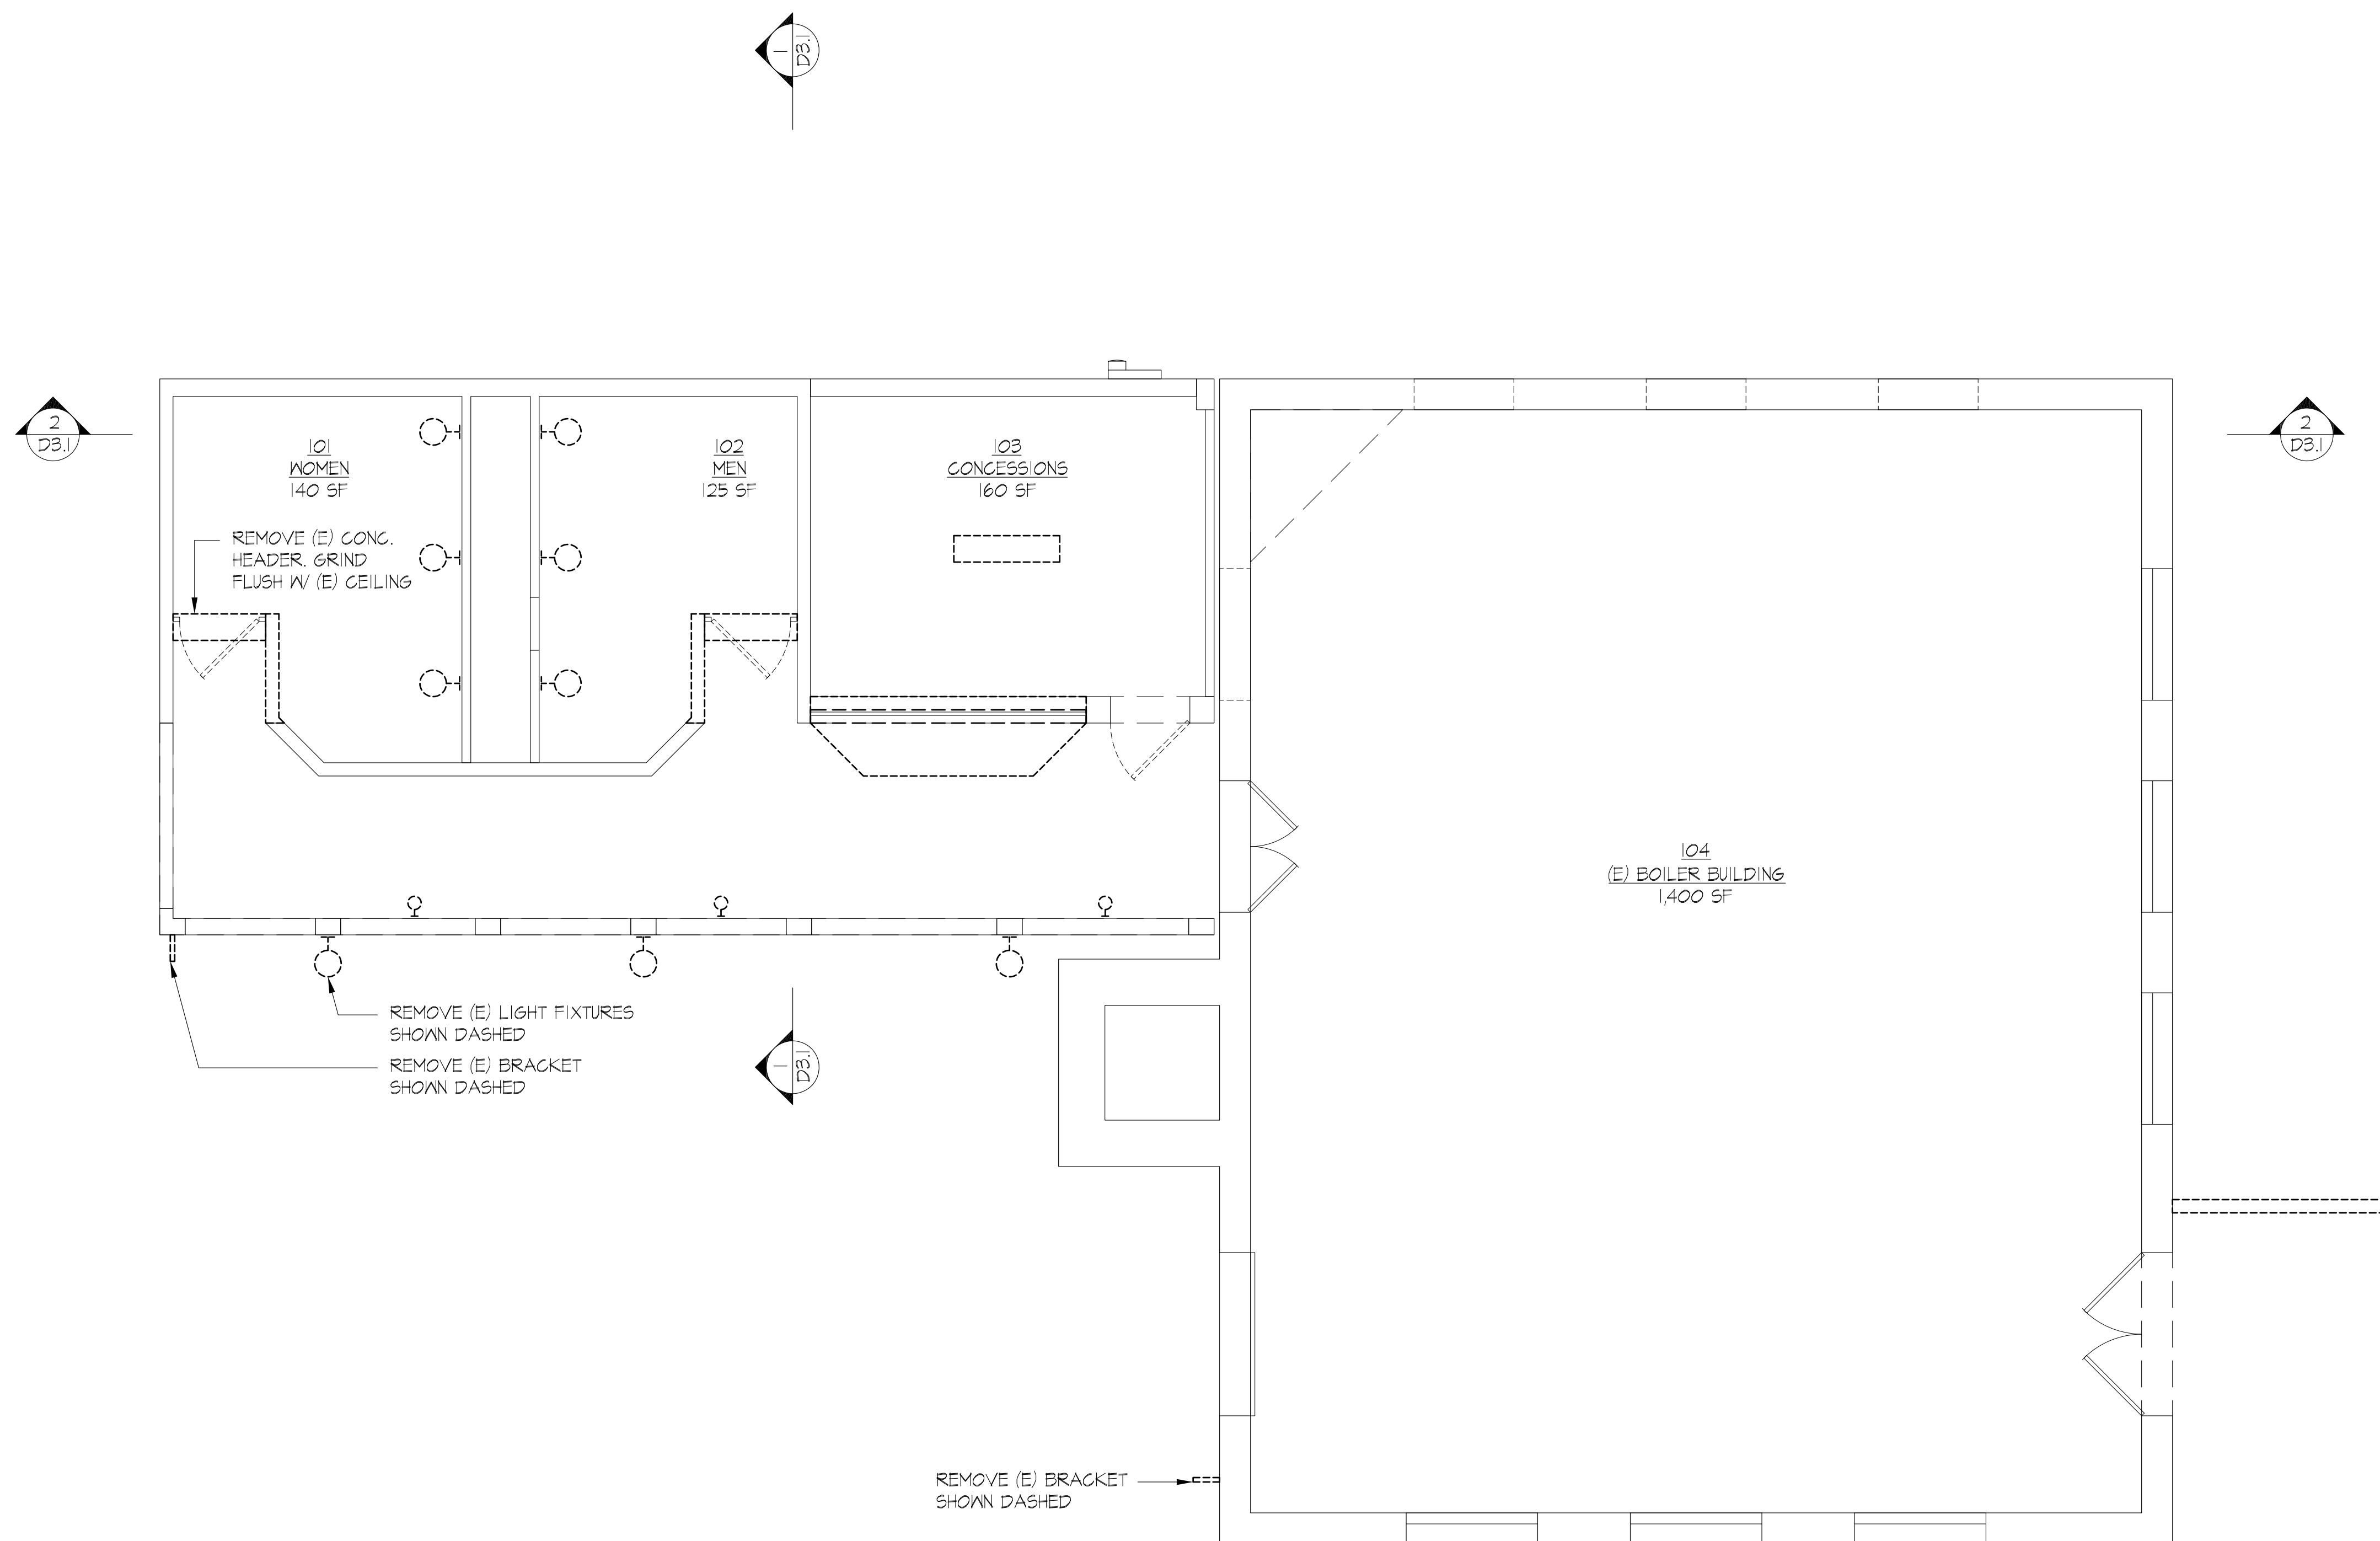 1
D3.1
2
D3.1
2
D3.1
101
WOMEN
140 SF
102
MEN
125 SF
103
CONCESSIONS
160 SF
REMOVE (E) CONC.
HEADER. GRIND
FLUSH W/ (E) CEILING
104
(E) BOILER BUILDING
1,400 SF
REMOVE (E) LIGHT FIXTURES
SHOWN DASHED
REMOVE (E) BRACKET
SHOWN DASHED
1
D3.1
REMOVE (E) BRACKET
SHOWN DASHED